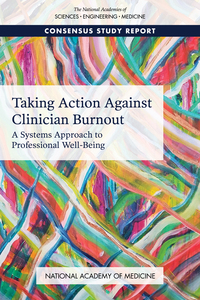 The National Academies of
SCIENCES • ENGINEERING • MEDICINE
CONSENSUS STUDY REPORT
Taking Action Against
Clinician Burnout
A Systems Approach to
Professional Well-Being
NATIONAL ACADEMY OF MEDICINE